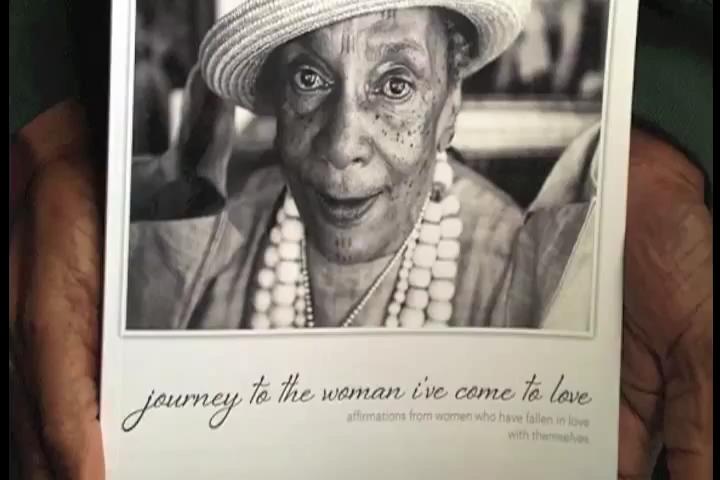 journey to the woman i've come to love
affirmations from women who have fallen in love
with themselves